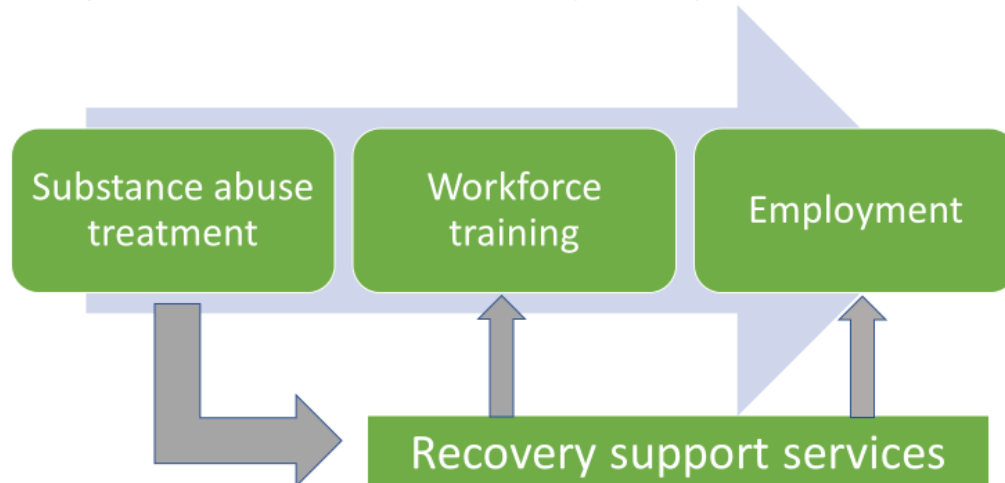 Substance abuse
treatment
Workforce
training
Employment
Recovery support services